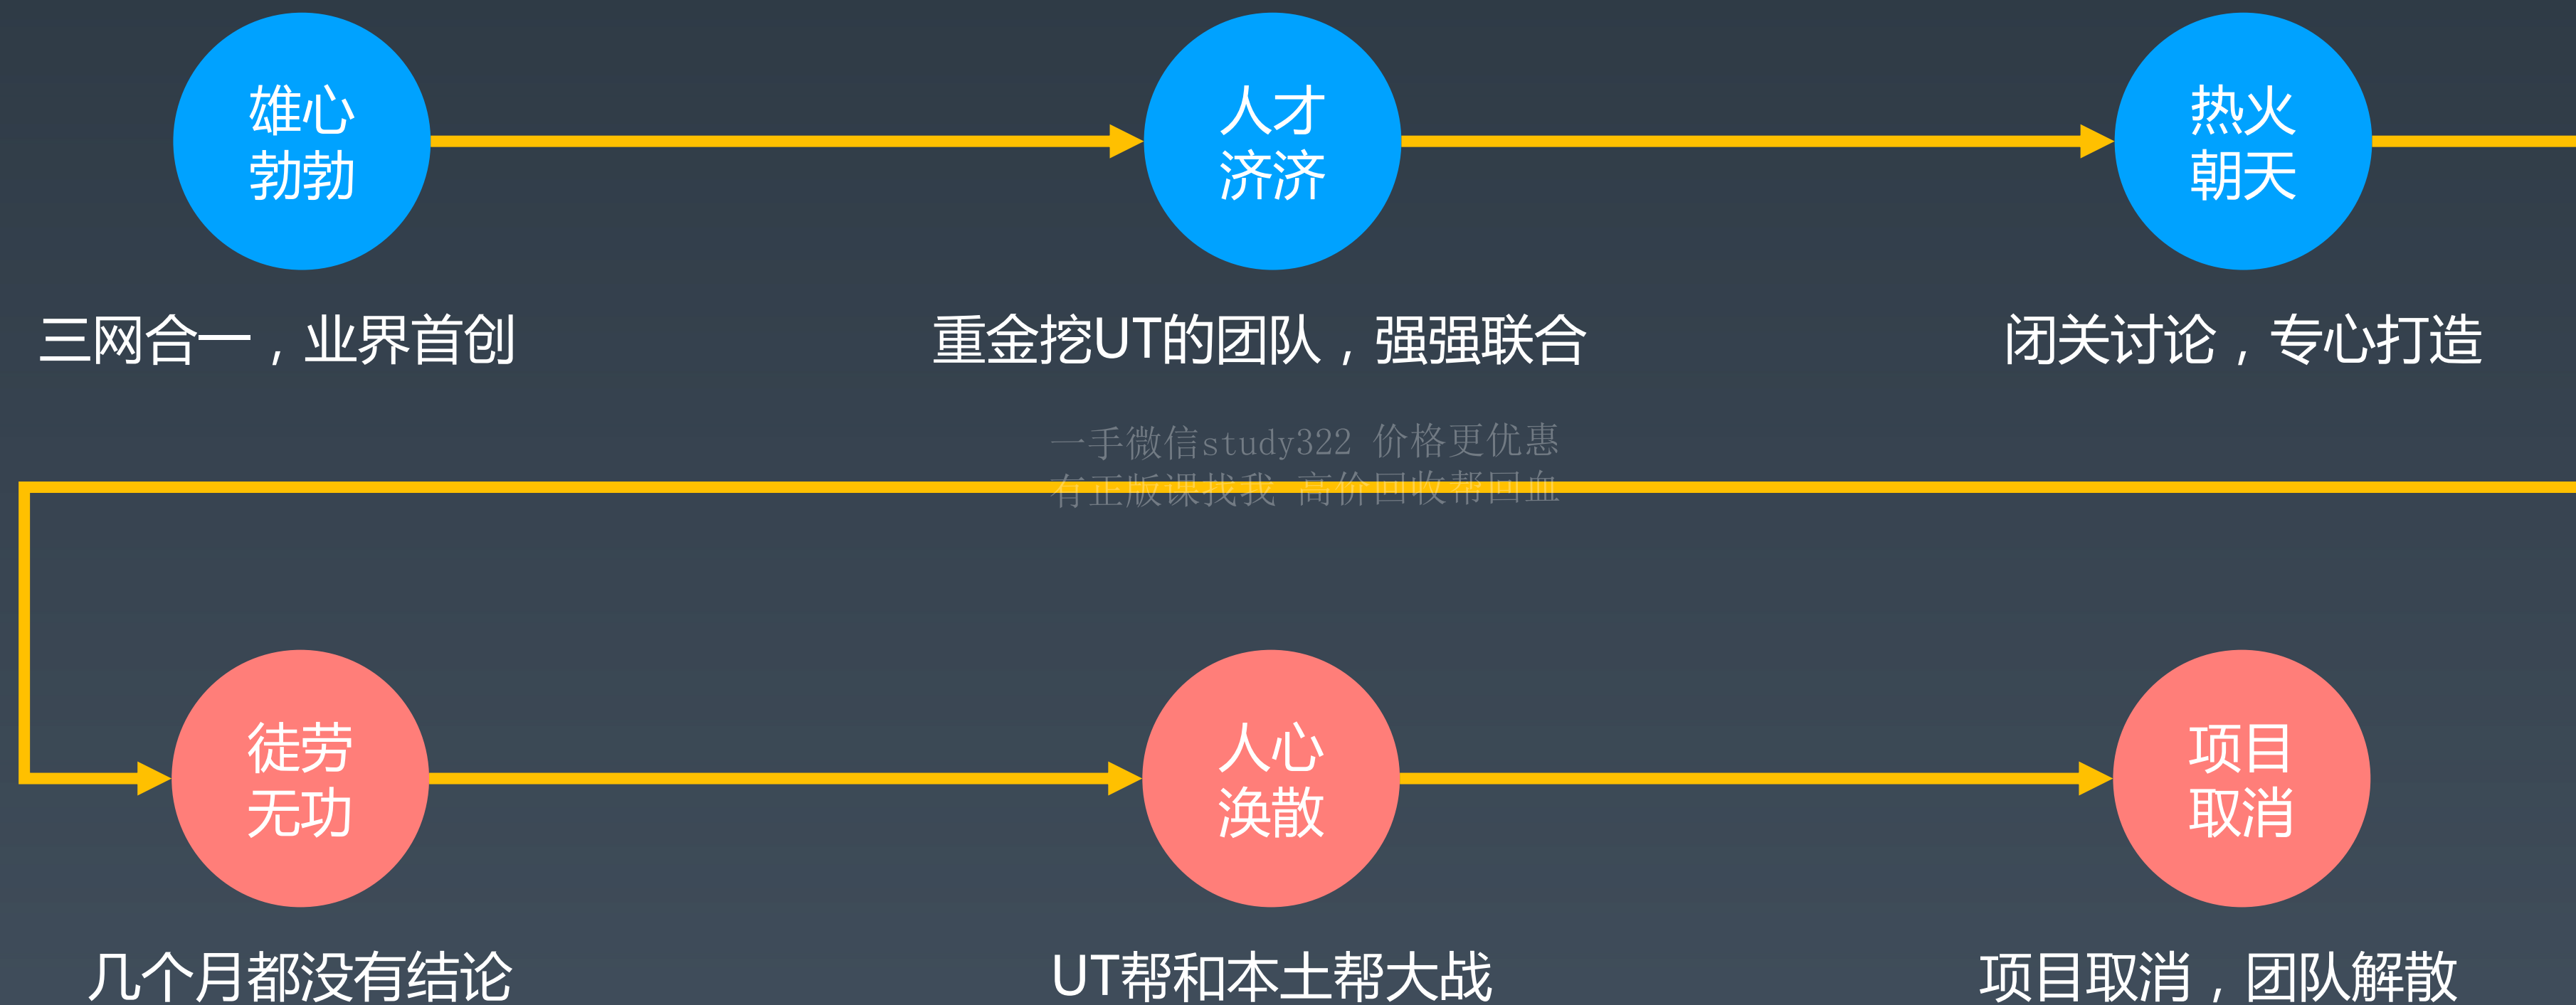 雄心
勃勃
人才
济济
热火
朝天
三网合一，业界首创
重金挖UT的团队，强强联合
闭关讨论，专心打造
一手微信study322 价格更优惠
有正版课找我 高价回收帮回血
徒劳
无功
人心
涣散
项目
取消
几个月都没有结论
UT帮和本土帮大战
项目取消，团队解散